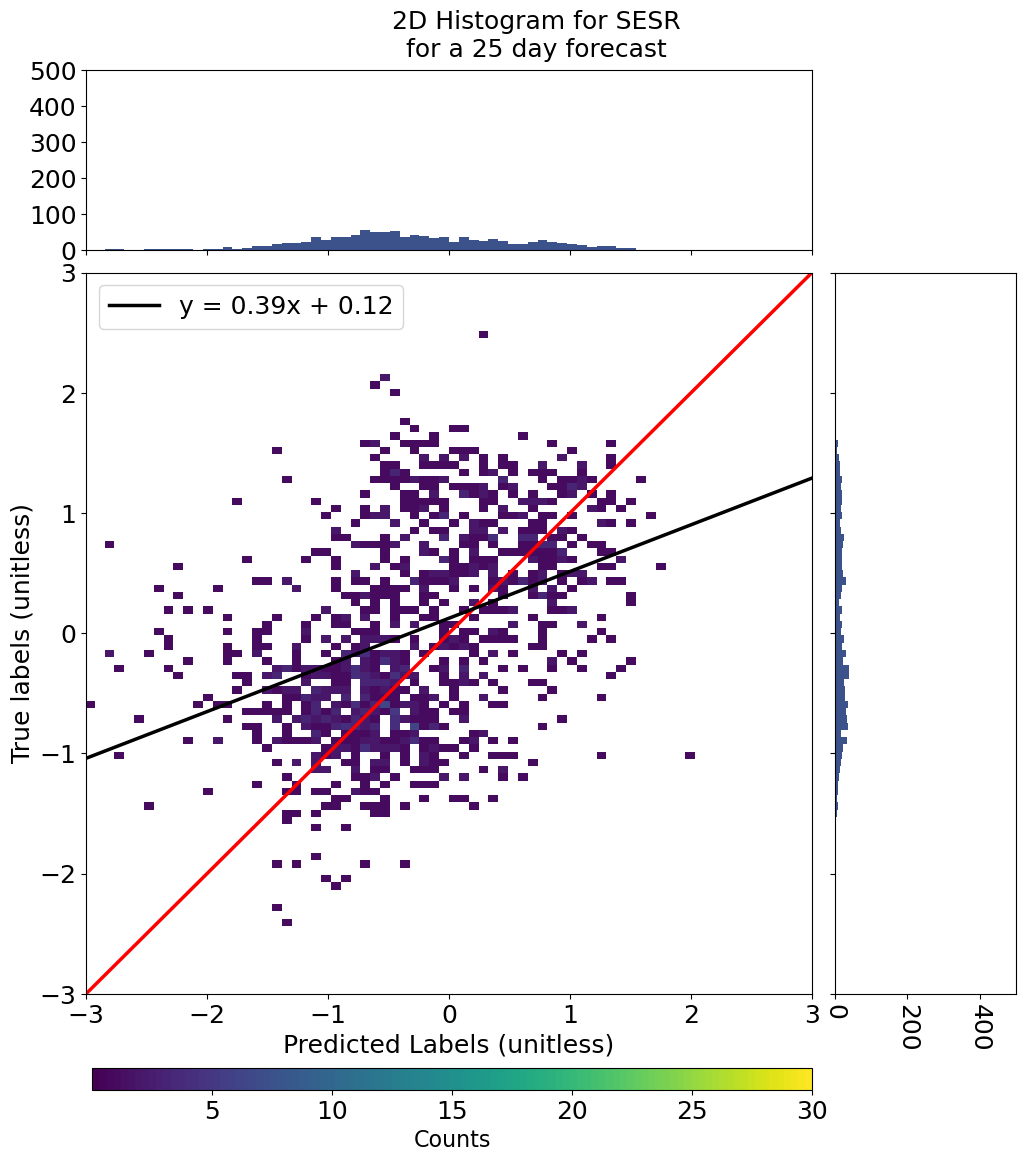 2D Histogram for SESR
for a 25 day forecast
500
400
300
200
100
0
3
2
1
0
−1
−2
−3
True labels (unitless)
y = 0.39x + 0.12
−3 −2 −1 0 1 2 3
Predicted Labels (unitless)
0 200 400
5 10 15 20 25 30
Counts